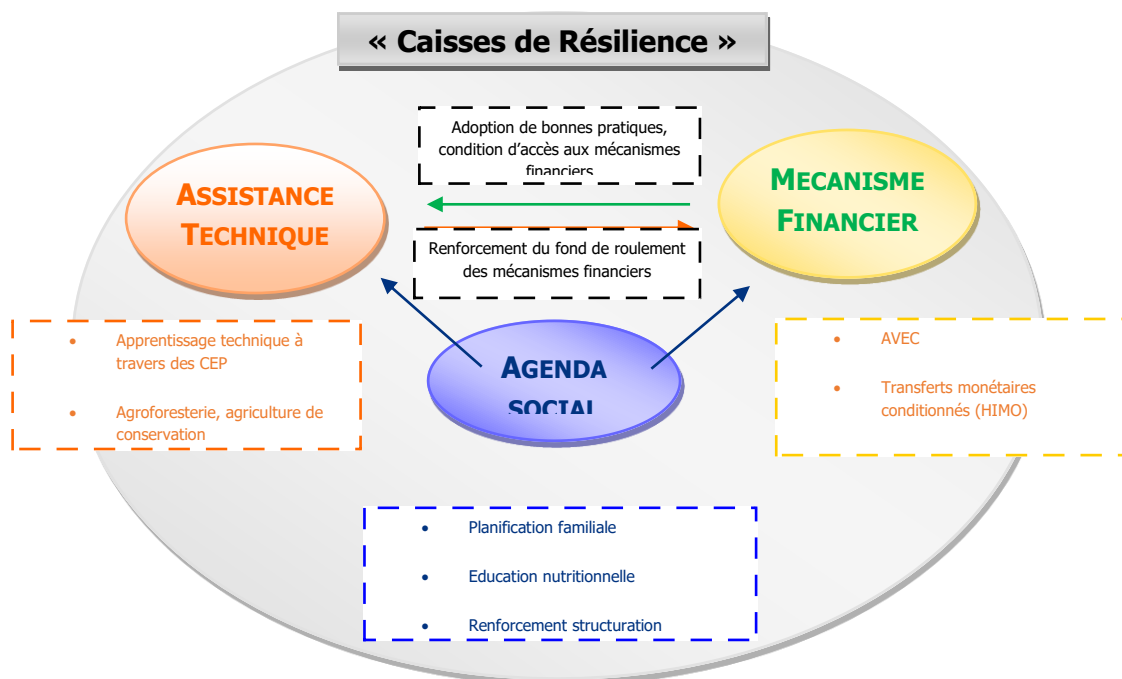 « Caisses de Résilience »
Adoption de bonnes pratiques,
condition d’accès aux mécanismes
financiers
ASSISTANCE
TECHNIQUE
MECANISME
FINANCIER
Renforcement du fond de roulement
des mécanismes financiers
• Apprentissage technique à
travers des CEP
• Agroforesterie, agriculture de
conservation
AGENDA
SOCIAL
• AVEC
• Transferts monétaires
conditionnés (HIMO)
• Planification familiale
• Education nutritionnelle
• Renforcement structuration